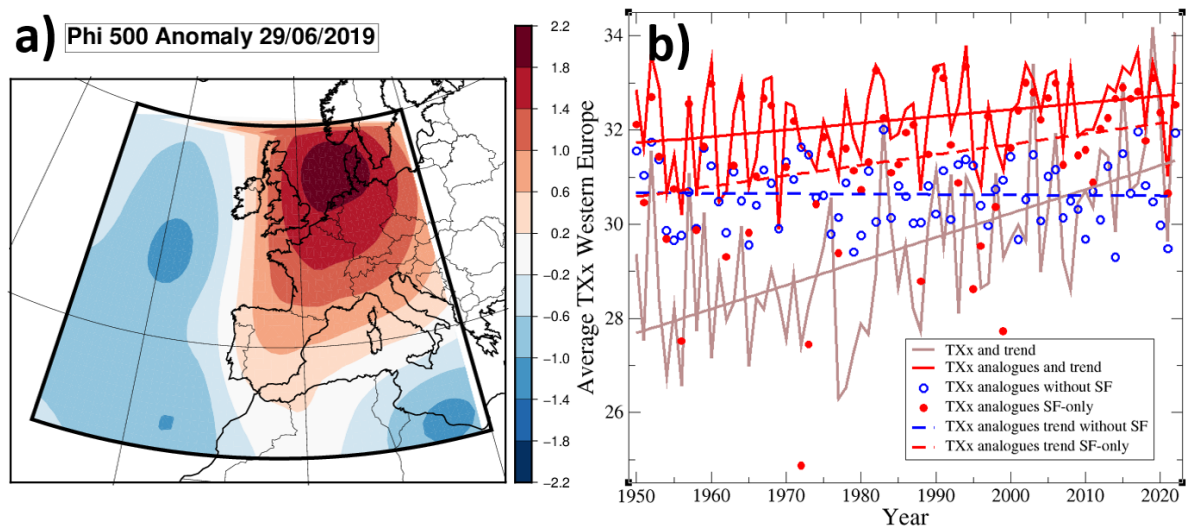 a)
Phi 500 Anomaly 29/06/2019
2.2
1.8
1.4
1.0
0.6
0.2
−0.2
−0.6
−1.0
−1.4
−1.8
−2.2
b)
Average TXx Western Europe
34
32
30
28
26
TXx and trend
TXx analogues and trend
TXx analogues without SF
TXx analogues SF-only
TXx analogues trend without SF
TXx analogues trend SF-only
1950 1960 1970 1980 1990 2000 2010 2020
Year